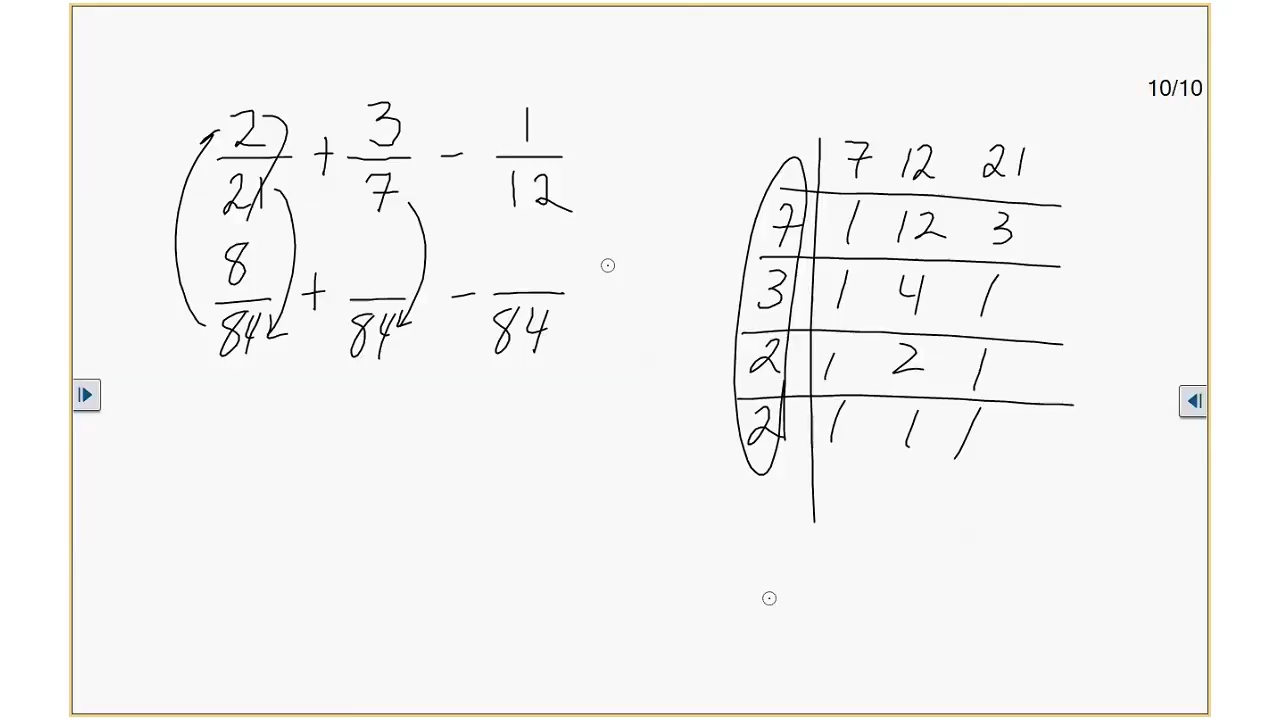 10/10
2/21 + 3/7 - 1/12
8/84 + /84 - /84
7 12 21
7 1 12 3
3 1 4 1
2 1 2 1
2 1 1 1